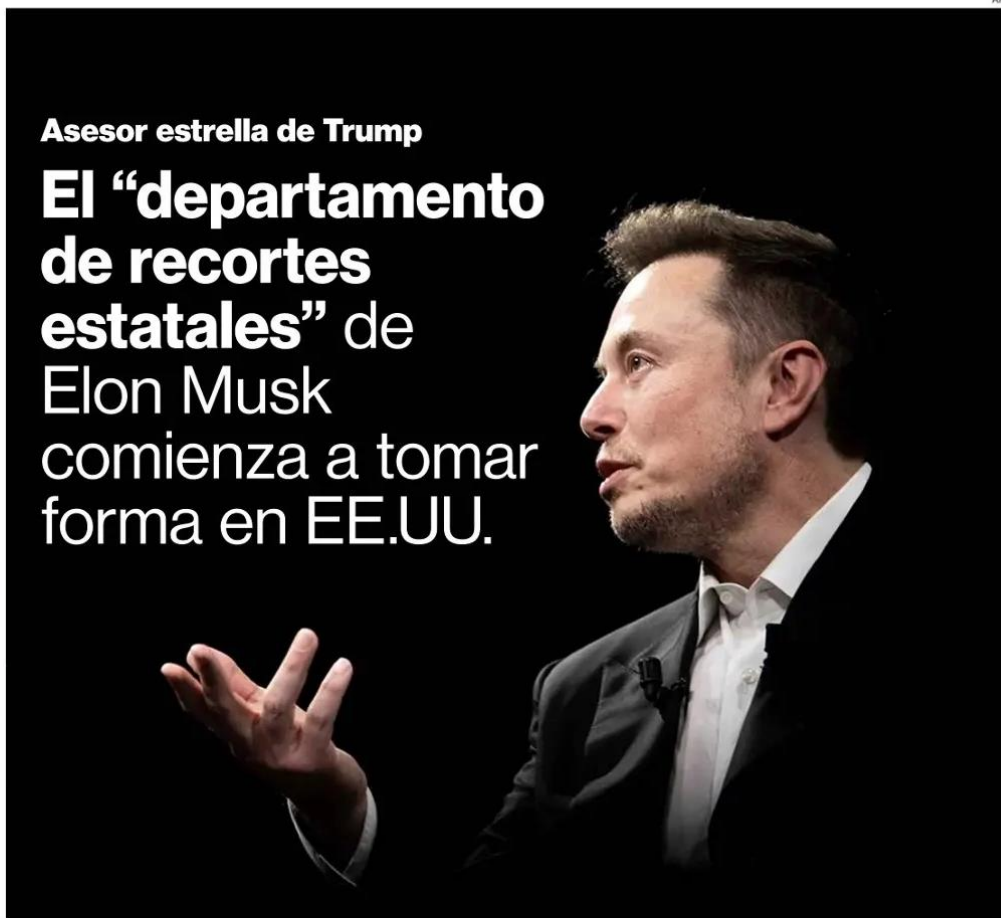 Asesor estrella de Trump
El “departamento
de recortes
estatales” de
Elon Musk
comienza a tomar
forma en EE.UU.